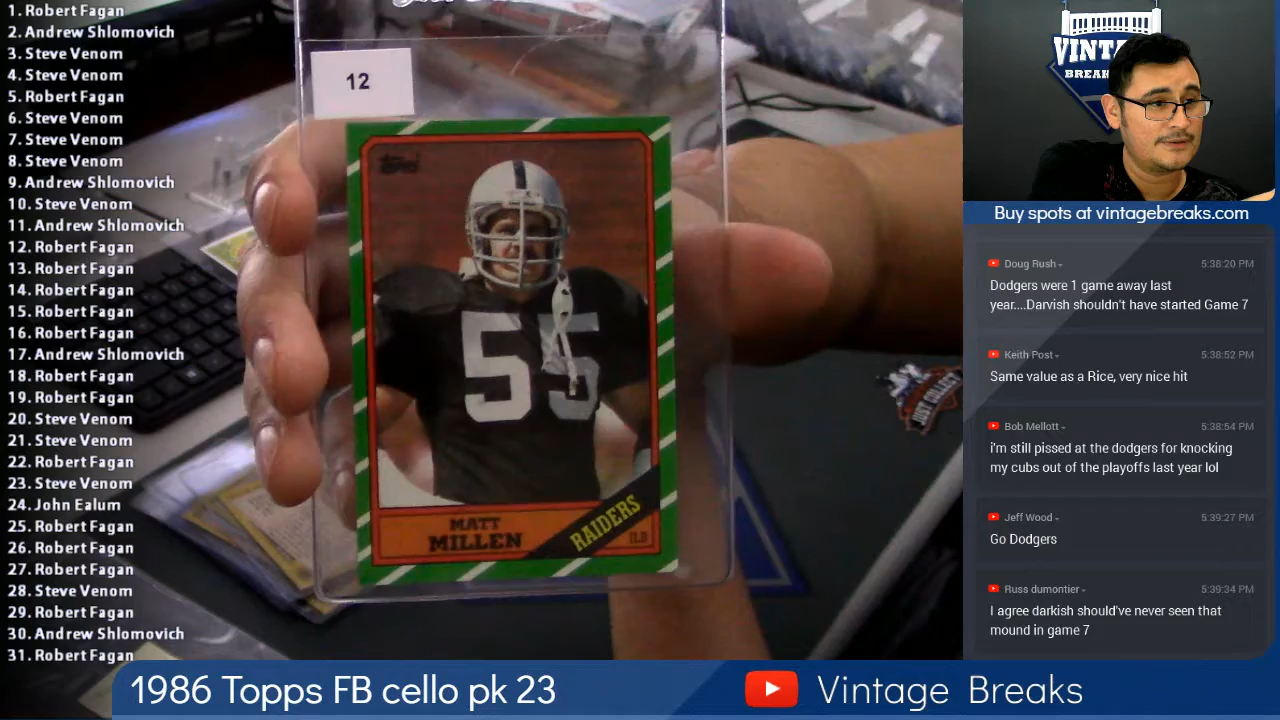 1. Robert Fagan
2. Andrew Shlomovich
3. Steve Venom
4. Steve Venom
5. Robert Fagan
6. Steve Venom
7. Steve Venom
8. Steve Venom
9. Andrew Shlomovich
10. Steve Venom
11. Andrew Shlomovich
12. Robert Fagan
13. Robert Fagan
14. Robert Fagan
15. Robert Fagan
16. Robert Fagan
17. Andrew Shlomovich
18. Robert Fagan
19. Robert Fagan
20. Steve Venom
21. Steve Venom
22. Robert Fagan
23. Steve Venom
24. John Ealum
25. Robert Fagan
26. Robert Fagan
27. Robert Fagan
28. Steve Venom
29. Robert Fagan
30. Andrew Shlomovich
31. Robert Fagan
12
Topps
55
MATT
MILLEN
RAIDERS
ILB
JUST COLLECT
VINTAGE
BREAK
Buy spots at vintagebreaks.com
Doug Rush 5:38:20 PM
Dodgers were 1 game away last
year....Darvish shouldn't have started Game 7
Keith Post 5:38:52 PM
Same value as a Rice, very nice hit
Bob Mellott 5:38:54 PM
i'm still pissed at the dodgers for knocking
my cubs out of the playoffs last year lol
Jeff Wood 5:39:27 PM
Go Dodgers
Russ dumontier 5:39:34 PM
I agree darkish should've never seen that
mound in game 7
1986 Topps FB cello pk 23
Vintage Breaks